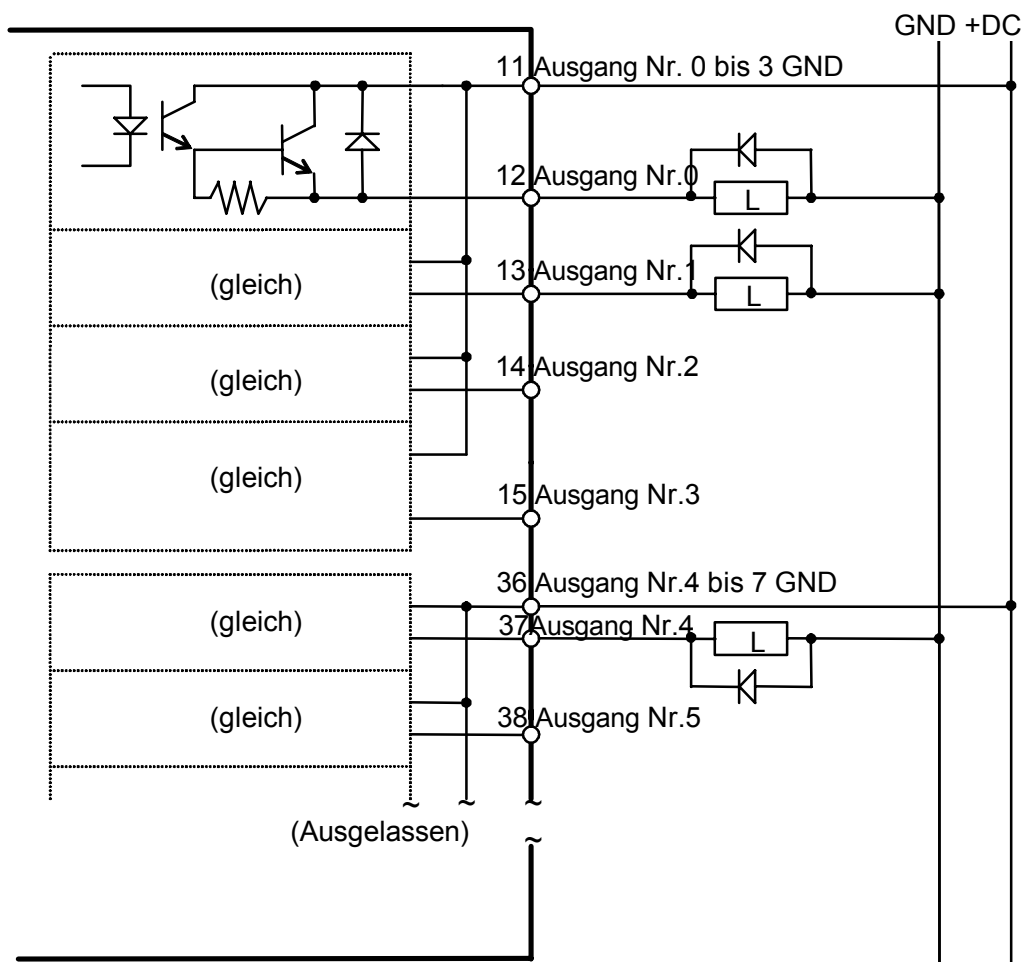 GND +DC
11 Ausgang Nr. 0 bis 3 GND
12 Ausgang Nr.0
L
(gleich)
13 Ausgang Nr.1
L
(gleich)
14 Ausgang Nr.2
(gleich)
15 Ausgang Nr.3
36 Ausgang Nr.4 bis 7 GND
(gleich)
37Ausgang Nr.4
L
(gleich)
38 Ausgang Nr.5
~ ~ ~
(Ausgelassen)
~